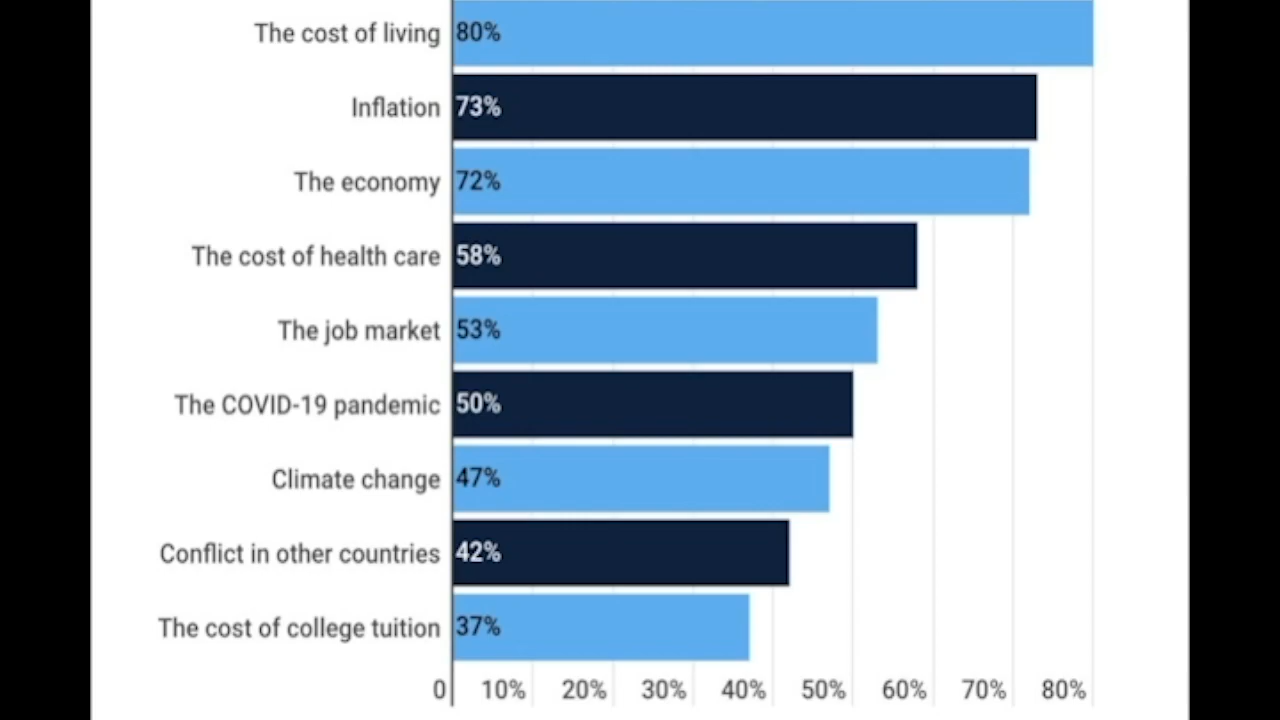 The cost of living 80%
Inflation 73%
The economy 72%
The cost of health care 58%
The job market 53%
The COVID-19 pandemic 50%
Climate change 47%
Conflict in other countries 42%
The cost of college tuition 37%
0 10% 20% 30% 40% 50% 60% 70% 80%